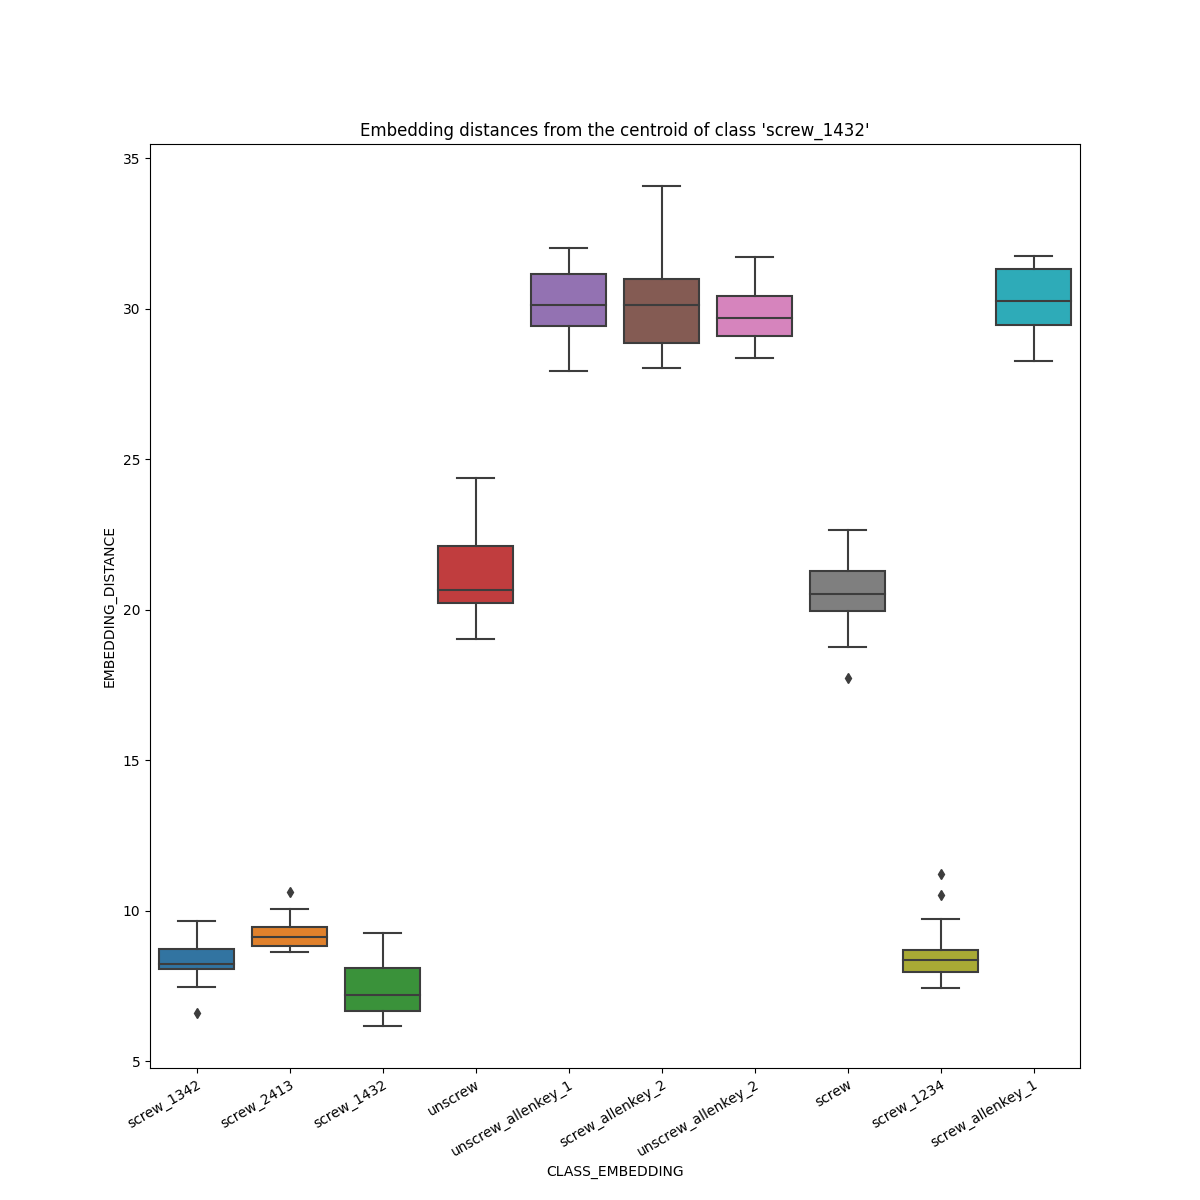 Embedding distances from the centroid of class 'screw_1432'
EMBEDDING_DISTANCE
35
30
25
20
15
10
5
screw_1342
screw_2413
screw_1432
unscrew
unscrew_allenkey_1
screw_allenkey_2
unscrew_allenkey_2
screw
screw_1234
screw_allenkey_1
CLASS_EMBEDDING